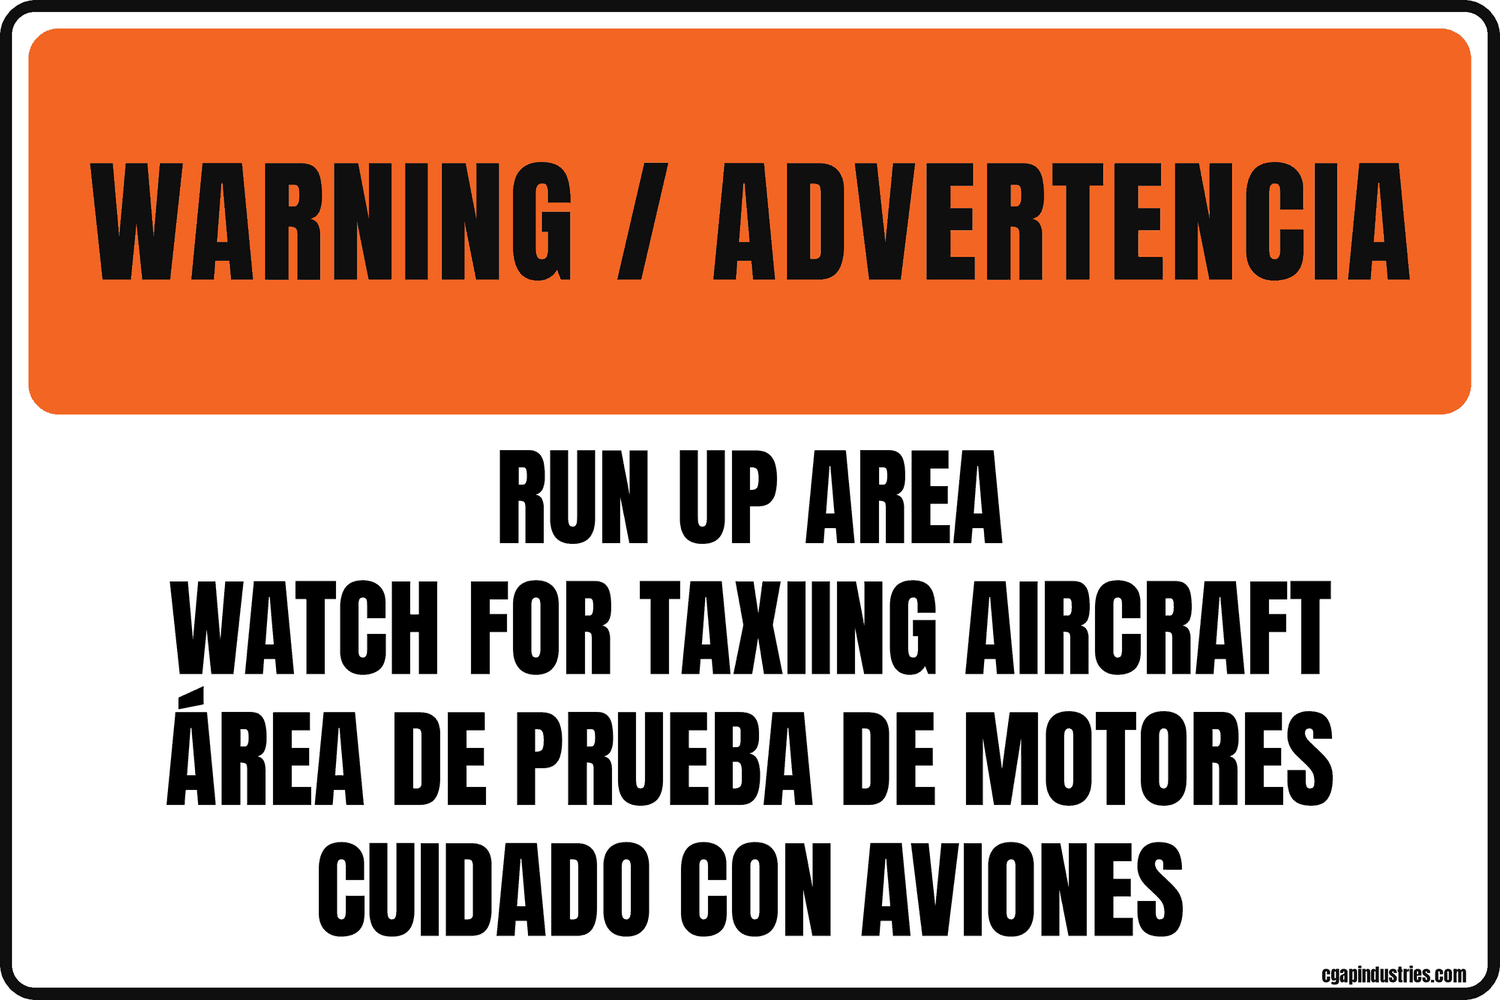 WARNING / ADVERTENCIA
RUN UP AREA
WATCH FOR TAXIING AIRCRAFT
ÁREA DE PRUEBA DE MOTORES
CUIDADO CON AVIONES
cgapindustries.com